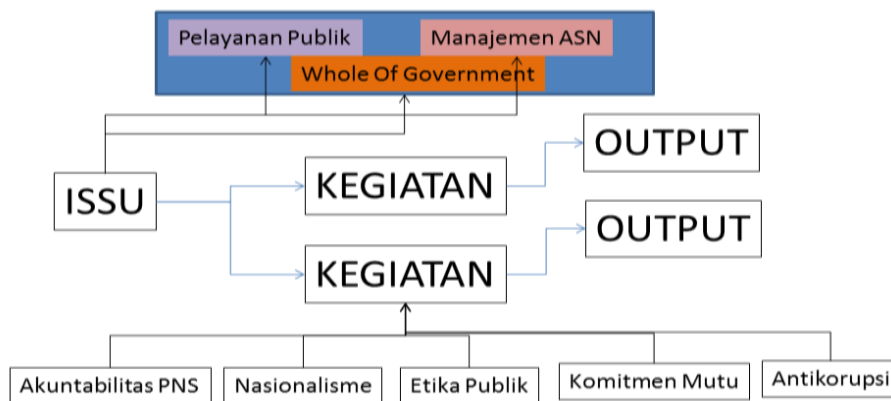 Pelayanan Publik
Manajemen ASN
Whole Of Government
OUTPUT
KEGIATAN
ISSU
OUTPUT
KEGIATAN
Akuntabilitas PNS
Nasionalisme
Etika Publik
Komitmen Mutu
Antikorupsi